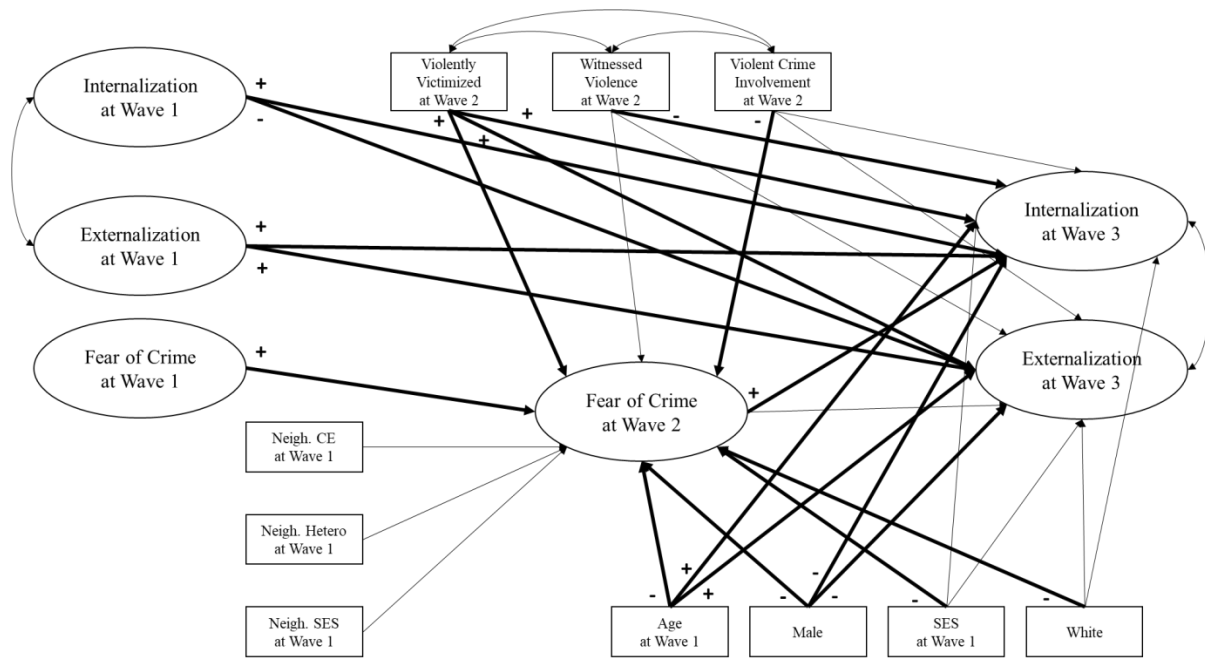 Internalization
at Wave 1
Externalization
at Wave 1
Fear of Crime
at Wave 1
Violently
Victimized
at Wave 2
Witnessed
Violence
at Wave 2
Violent Crime
Involvement
at Wave 2
+
-
+
+
+
-
-
+
+
+
+
Internalization
at Wave 3
Externalization
at Wave 3
Fear of Crime
at Wave 2
+
Neigh. CE
at Wave 1
Neigh. Hetero
at Wave 1
Neigh. SES
at Wave 1
-
+
+
-
-
-
-
-
Age
at Wave 1
Male
SES
at Wave 1
White